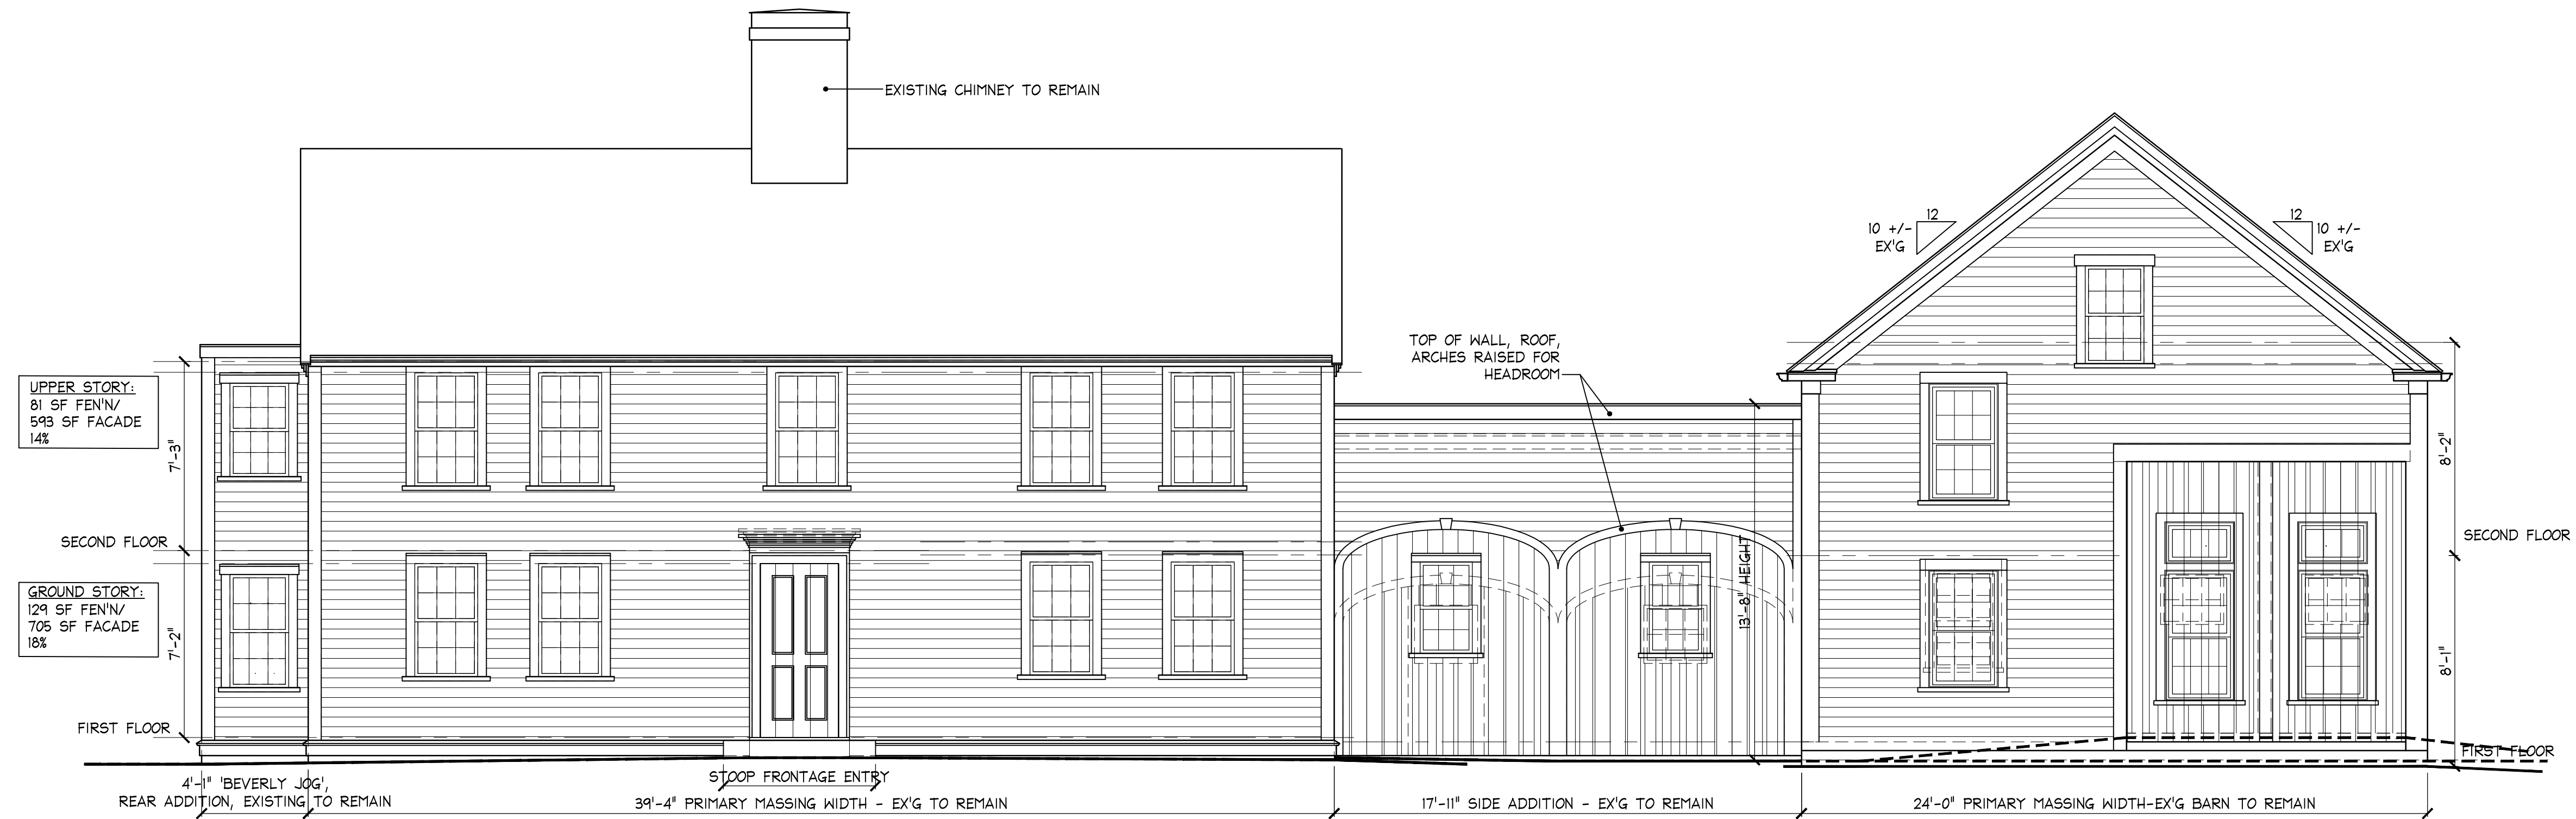 EXISTING CHIMNEY TO REMAIN
12
10 +/-
EX'G
12
10 +/-
EX'G
TOP OF WALL, ROOF,
ARCHES RAISED FOR
HEADROOM
UPPER STORY:
81 SF FEN'N/
593 SF FACADE
14%
7'-3"
SECOND FLOOR
GROUND STORY:
129 SF FEN'N/
705 SF FACADE
18%
7'-2"
FIRST FLOOR
13'-8" HEIGHT
8'-2"
SECOND FLOOR
8'-1"
FIRST FLOOR
STOOP FRONTAGE ENTRY
4'-1" 'BEVERLY JOG',
REAR ADDITION, EXISTING TO REMAIN
39'-4" PRIMARY MASSING WIDTH - EX'G TO REMAIN
17'-11" SIDE ADDITION - EX'G TO REMAIN
24'-0" PRIMARY MASSING WIDTH-EX'G BARN TO REMAIN